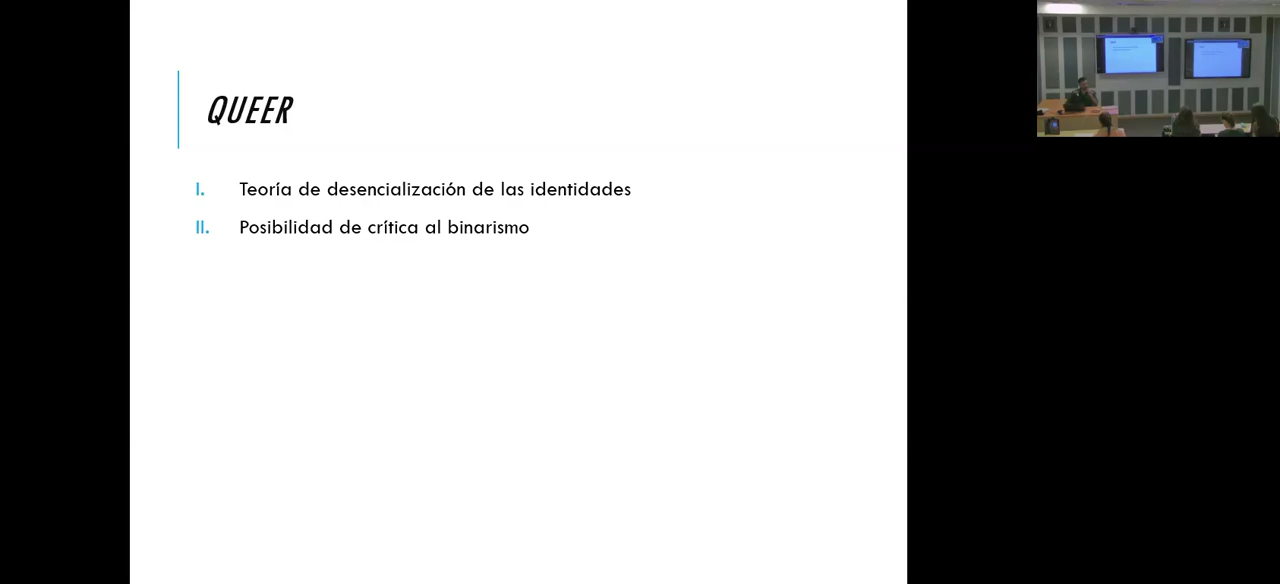 QUEER
I. Teoría de desencialización de las identidades
II. Posibilidad de crítica al binarismo